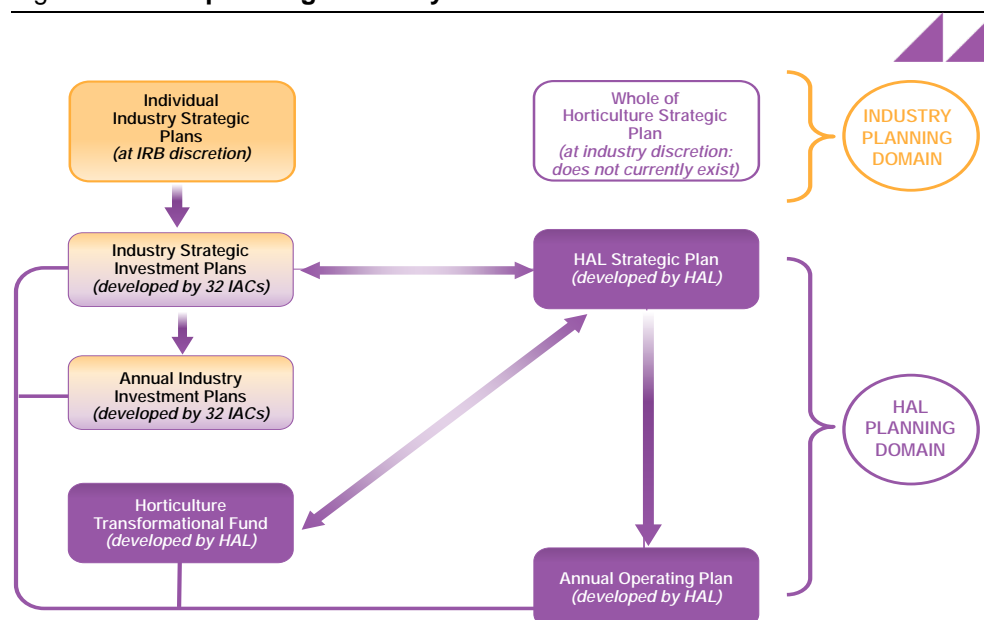 Individual
Industry Strategic
Plans
(at IRB discretion)
Whole of
Horticulture Strategic
Plan
(at industry discretion:
does not currently exist)
INDUSTRY
PLANNING
DOMAIN
Industry Strategic
Investment Plans
(developed by 32 IACs)
HAL Strategic Plan
(developed by HAL)
Annual Industry
Investment Plans
(developed by 32 IACs)
HAL
PLANNING
DOMAIN
Horticulture
Transformational Fund
(developed by HAL)
Annual Operating Plan
(developed by HAL)